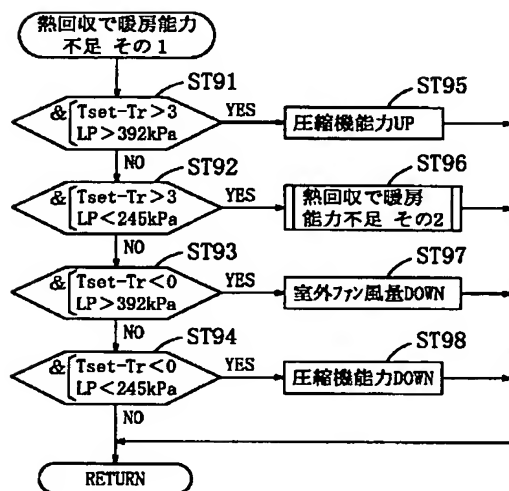 熱回収で暖房能力
不足 その1
ST91
& Tset-Tr>3
LP>392kPa
YES
ST95
圧縮機能力UP
NO
ST92
& Tset-Tr>3
LP<245kPa
YES
ST96
熱回収で暖房
能力不足 その2
NO
ST93
& Tset-Tr<0
LP>392kPa
YES
ST97
室外ファン風量DOWN
NO
ST94
& Tset-Tr<0
LP<245kPa
YES
ST98
圧縮機能力DOWN
NO
RETURN